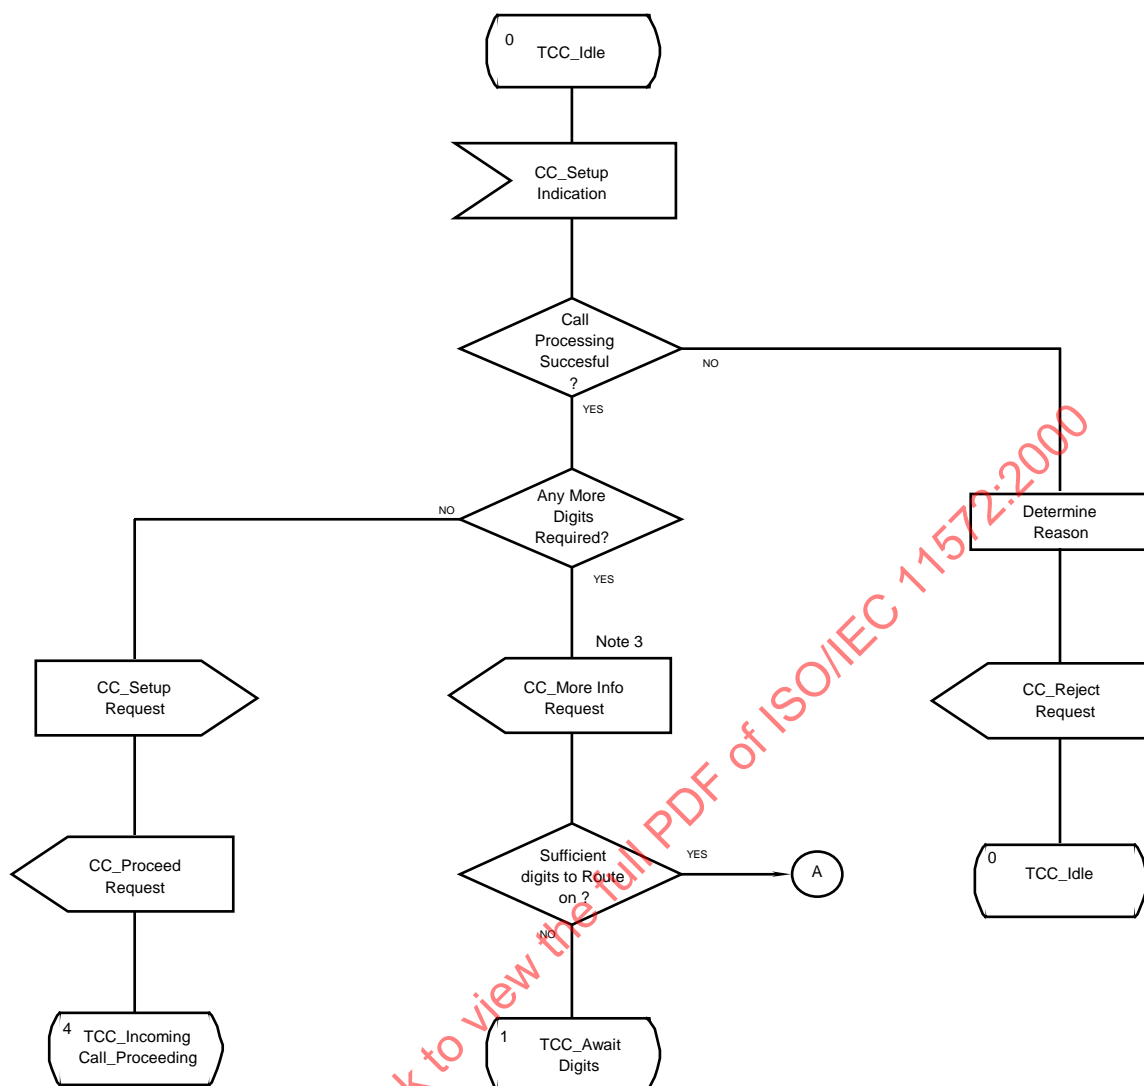 0
TCC_Idle
CC_Setup
Indication
Call
Processing
Succesful
?
NO
YES
Any More
Digits
Required?
NO
YES
Determine
Reason
Note 3
CC_Setup
Request
CC_More Info
Request
CC_Reject
Request
CC_Proceed
Request
Sufficient
digits to Route
on ?
YES
A
NO
0
TCC_Idle
4
TCC_Incoming
Call_Proceeding
1
TCC_Await
Digits
k to view the full PDF of ISO/IEC 11572:2000